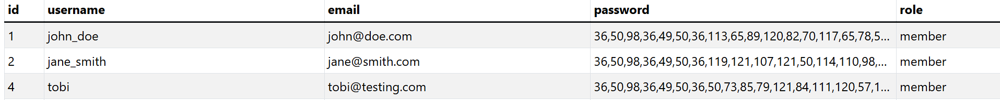 id username email password role
1 john_doe john@doe.com 36,50,98,36,49,50,36,113,65,89,120,82,70,117,65,78,5... member
2 jane_smith jane@smith.com 36,50,98,36,49,50,36,119,121,107,121,50,114,110,98,... member
4 tobi tobi@testing.com 36,50,98,36,49,50,36,50,73,85,79,121,84,111,120,57,1... member